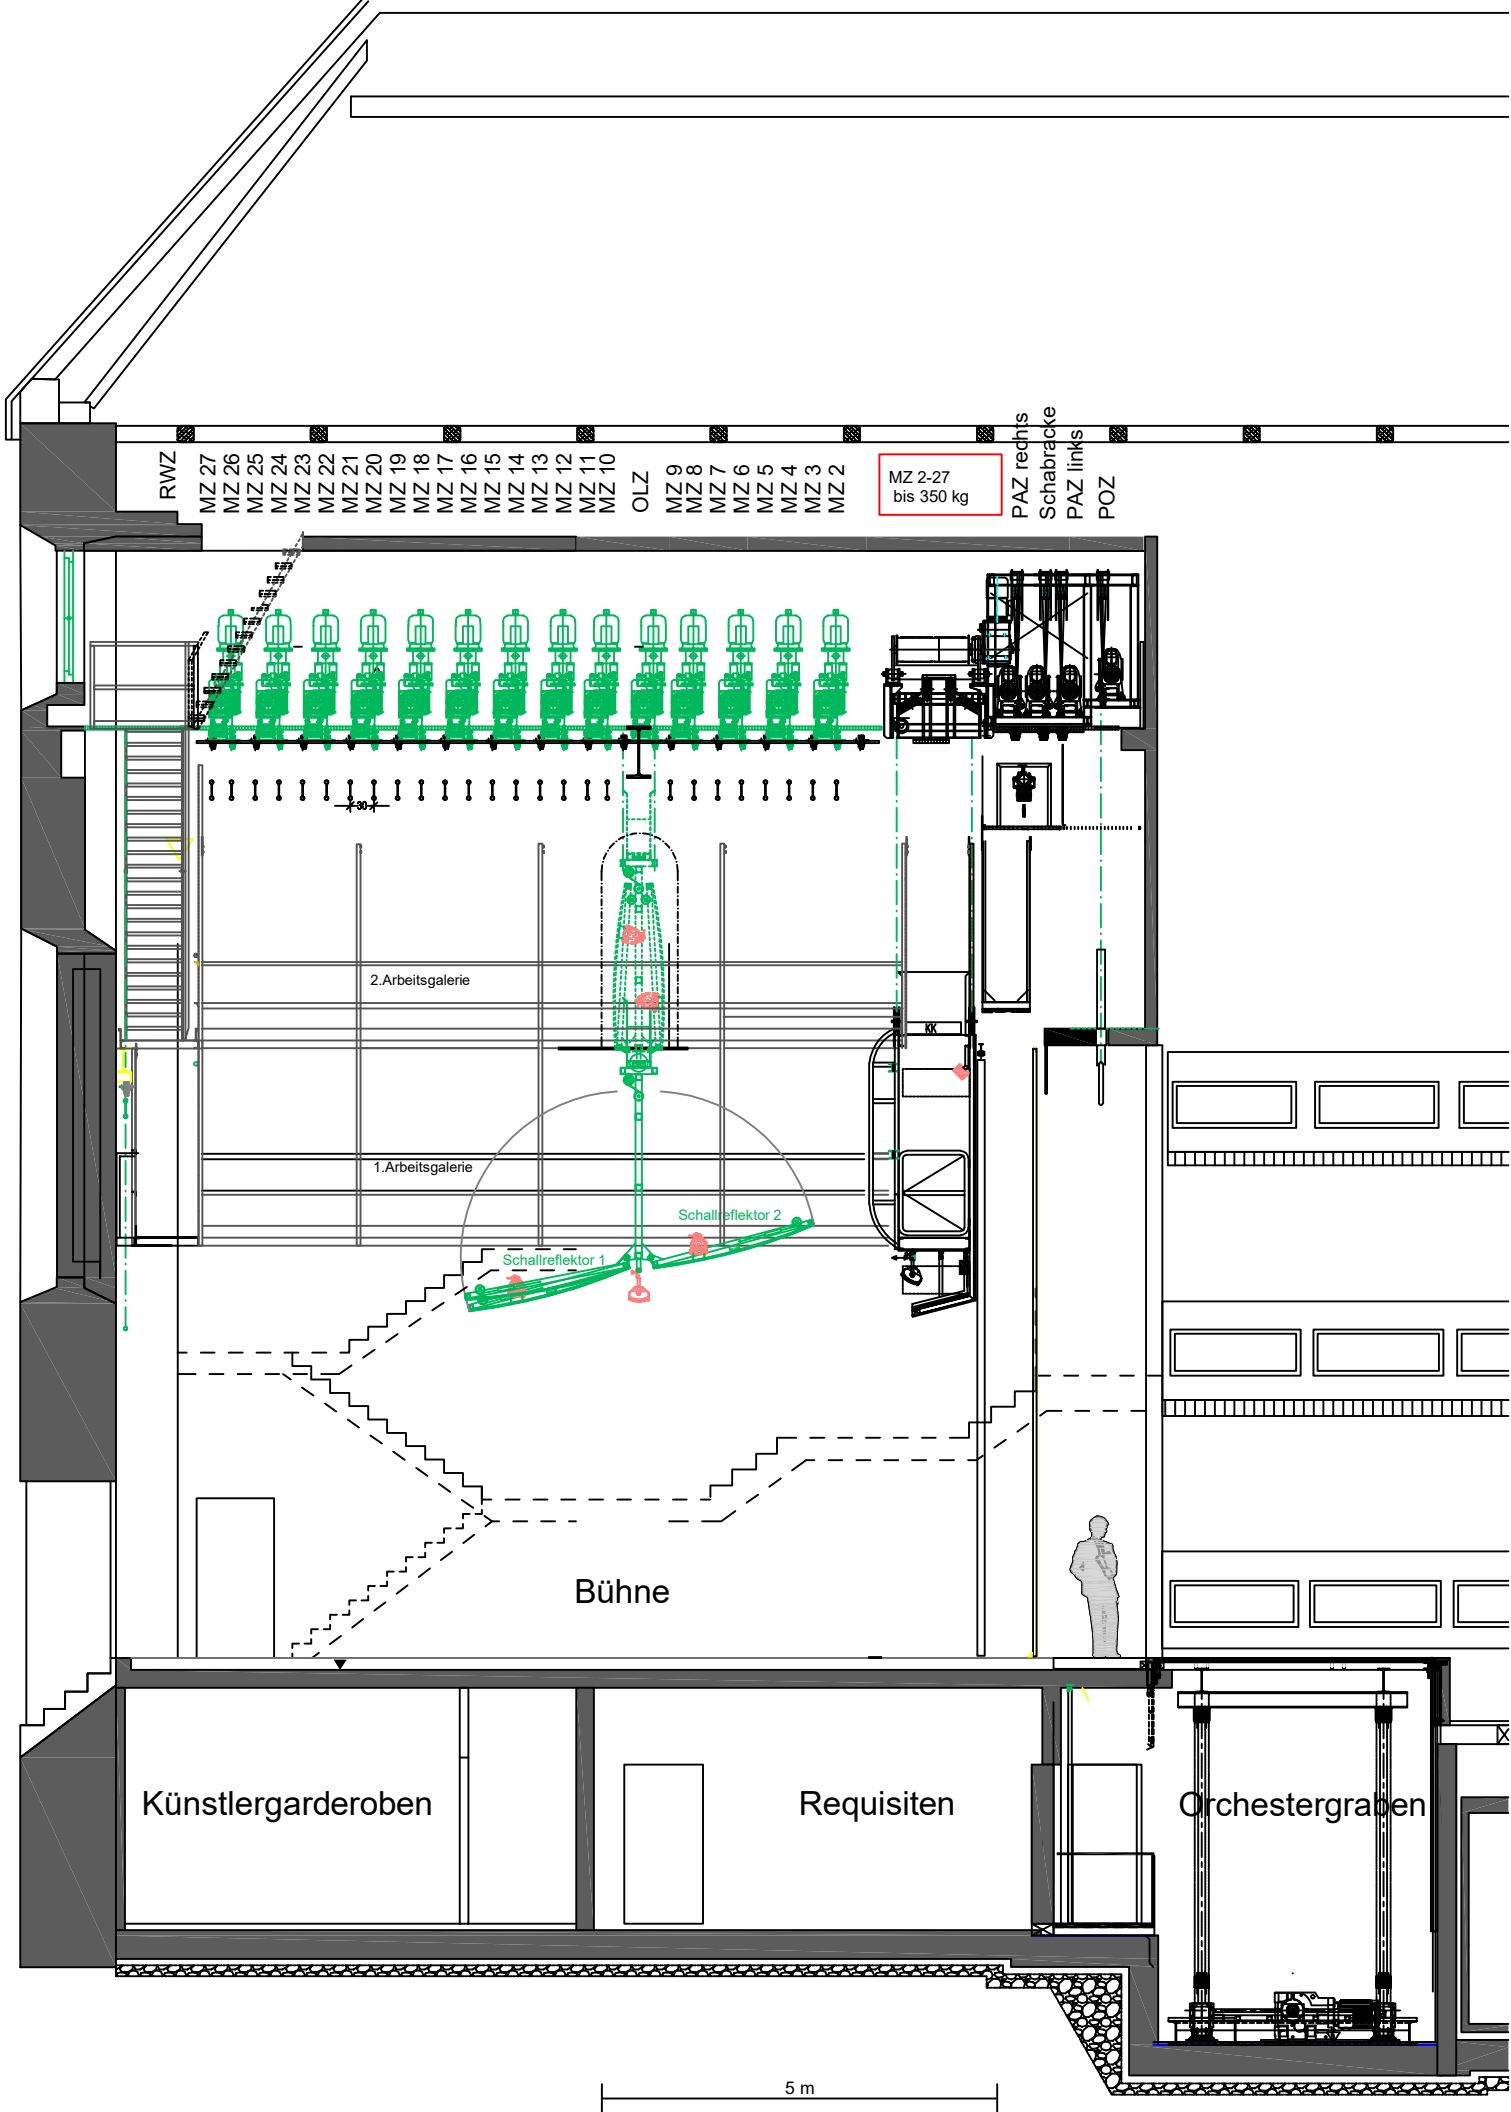 RWZ
MZ 27
MZ 26
MZ 25
MZ 24
MZ 23
MZ 22
MZ 21
MZ 20
MZ 19
MZ 18
MZ 17
MZ 16
MZ 15
MZ 14
MZ 13
MZ 12
MZ 11
MZ 10
OLZ
MZ 9
MZ 8
MZ 7
MZ 6
MZ 5
MZ 4
MZ 3
MZ 2
MZ 2-27
bis 350 kg
PAZ rechts
Schabracke
PAZ links
POZ
30
2.Arbeitsgalerie
KK
1.Arbeitsgalerie
Schallreflektor 2
Schallreflektor 1
Bühne
Künstlergarderoben
Requisiten
Orchestergraben
5 m